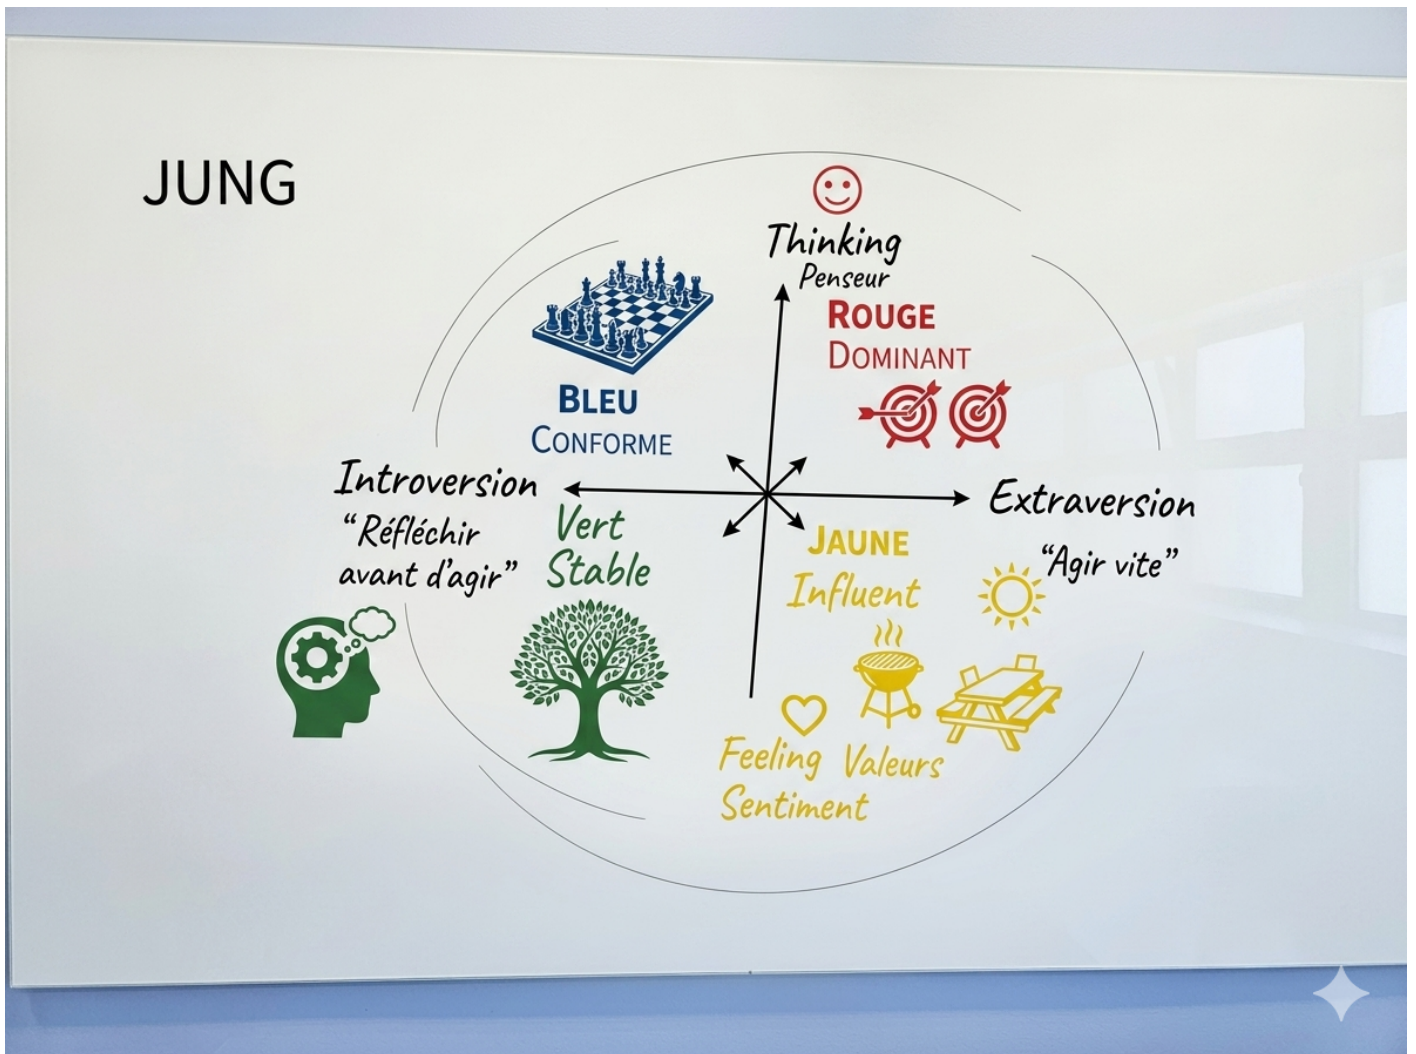 JUNG
Thinking
Penseur
ROUGE
DOMINANT
BLEU
CONFORME
Introversion
“Réfléchir
avant d’agir”
Extraversion
“Agir vite”
Vert
Stable
JAUNE
Influent
Feeling Valeurs
Sentiment